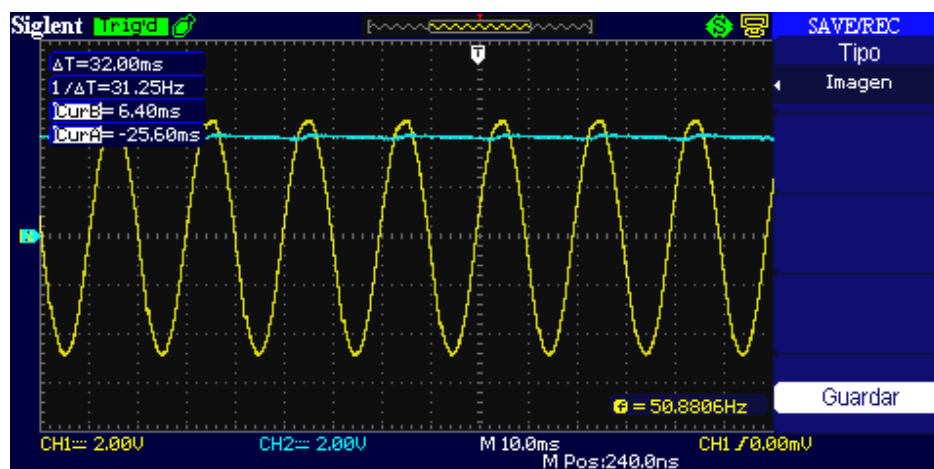 Siglent Trig'd SAVE/REC
Tipo
Imagen
T
ΔT=32.00ms
1/ΔT=31.25Hz
CurB= 6.40ms
CurA= -25.60ms
f = 50.8806Hz
Guardar
CH1 2.00V CH2 2.00V M 10.0ms CH1 0.00mV
M Pos:240.0ns